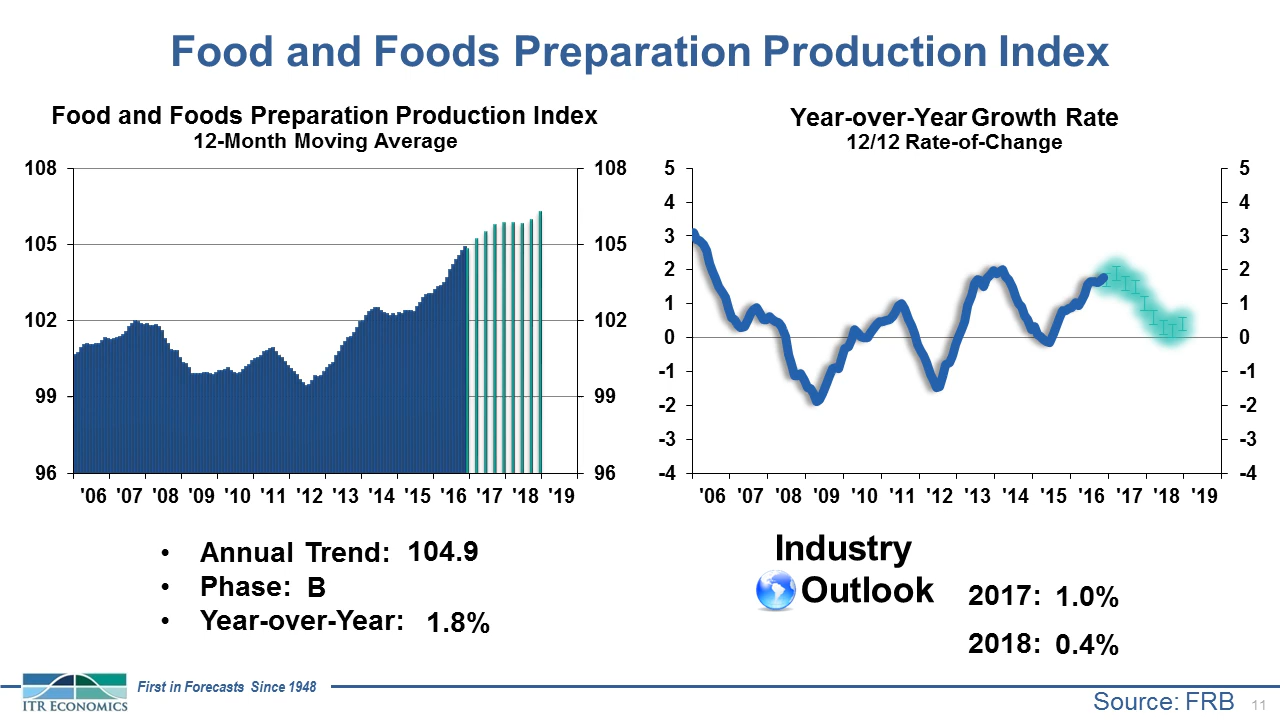 Food and Foods Preparation Production Index
Food and Foods Preparation Production Index
12-Month Moving Average
108
105
102
99
96
108
105
102
99
96
'06 '07 '08 '09 '10 '11 '12 '13 '14 '15 '16 '17 '18 '19
Year-over-Year Growth Rate
12/12 Rate-of-Change
5
4
3
2
1
0
-1
-2
-3
-4
5
4
3
2
1
0
-1
-2
-3
-4
'06 '07 '08 '09 '10 '11 '12 '13 '14 '15 '16 '17 '18 '19
• Annual Trend: 104.9
• Phase: B
• Year-over-Year: 1.8%
Industry
Outlook
2017: 1.0%
2018: 0.4%
ITR ECONOMICS
First in Forecasts Since 1948
Source: FRB
11